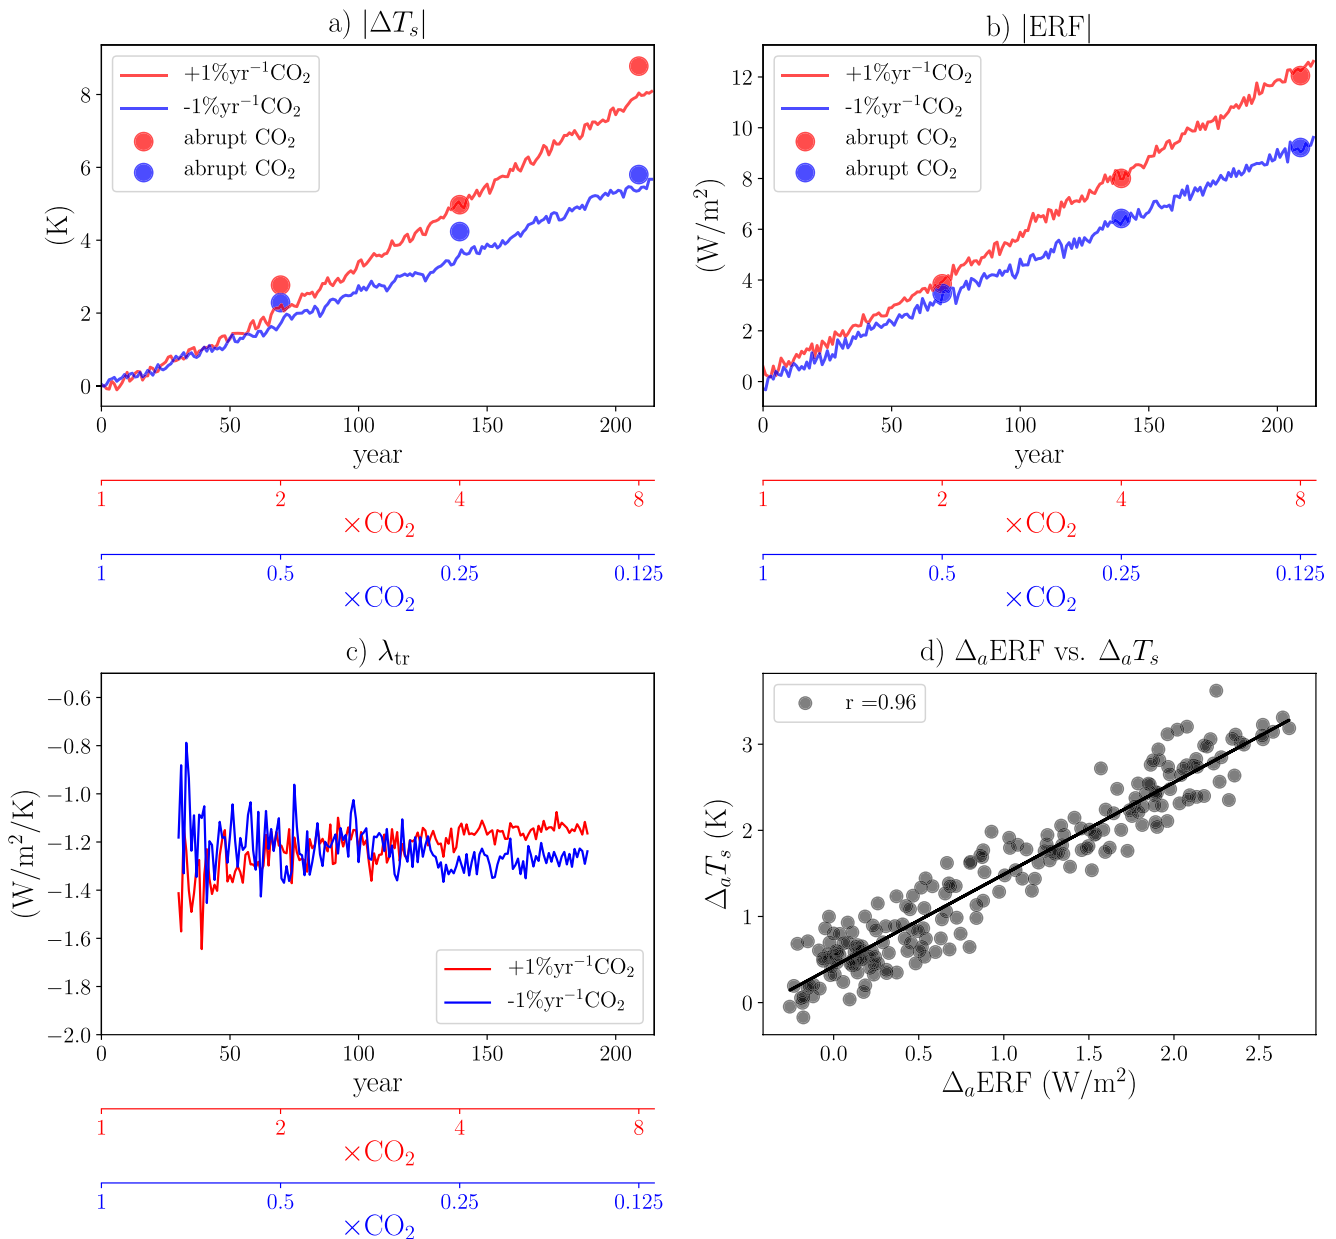 a) |ΔTₛ|
+1%yr⁻¹CO₂
-1%yr⁻¹CO₂
abrupt CO₂
abrupt CO₂
(K)
8
6
4
2
0
0 50 100 150 200
year
1 2 4 8
×CO₂
1 0.5 0.25 0.125
×CO₂
b) |ERF|
+1%yr⁻¹CO₂
-1%yr⁻¹CO₂
abrupt CO₂
abrupt CO₂
(W/m²)
12
10
8
6
4
2
0
0 50 100 150 200
year
1 2 4 8
×CO₂
1 0.5 0.25 0.125
×CO₂
c) λₜᵣ
(W/m²/K)
−0.6
−0.8
−1.0
−1.2
−1.4
−1.6
−1.8
−2.0
+1%yr⁻¹CO₂
-1%yr⁻¹CO₂
0 50 100 150 200
year
1 2 4 8
×CO₂
1 0.5 0.25 0.125
×CO₂
d) ΔₐERF vs. ΔₐTₛ
r =0.96
ΔₐTₛ (K)
3
2
1
0
0.0 0.5 1.0 1.5 2.0 2.5
ΔₐERF (W/m²)